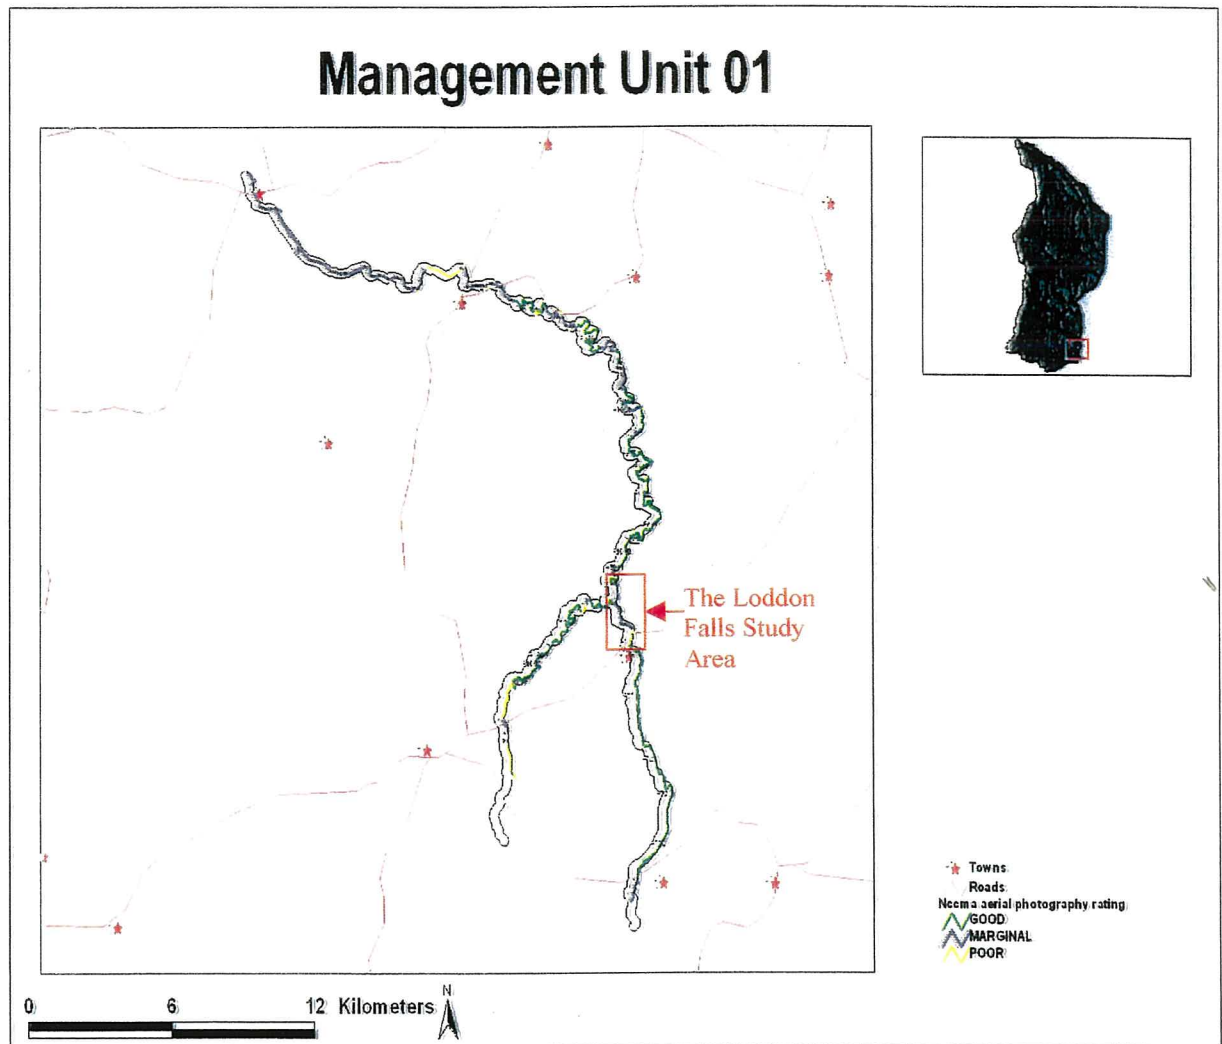 Management Unit 01
The Loddon
Falls Study
Area
Towns
Roads
Neema aerial photography rating
GOOD
MARGINAL
POOR
0 6 12 Kilometers
N